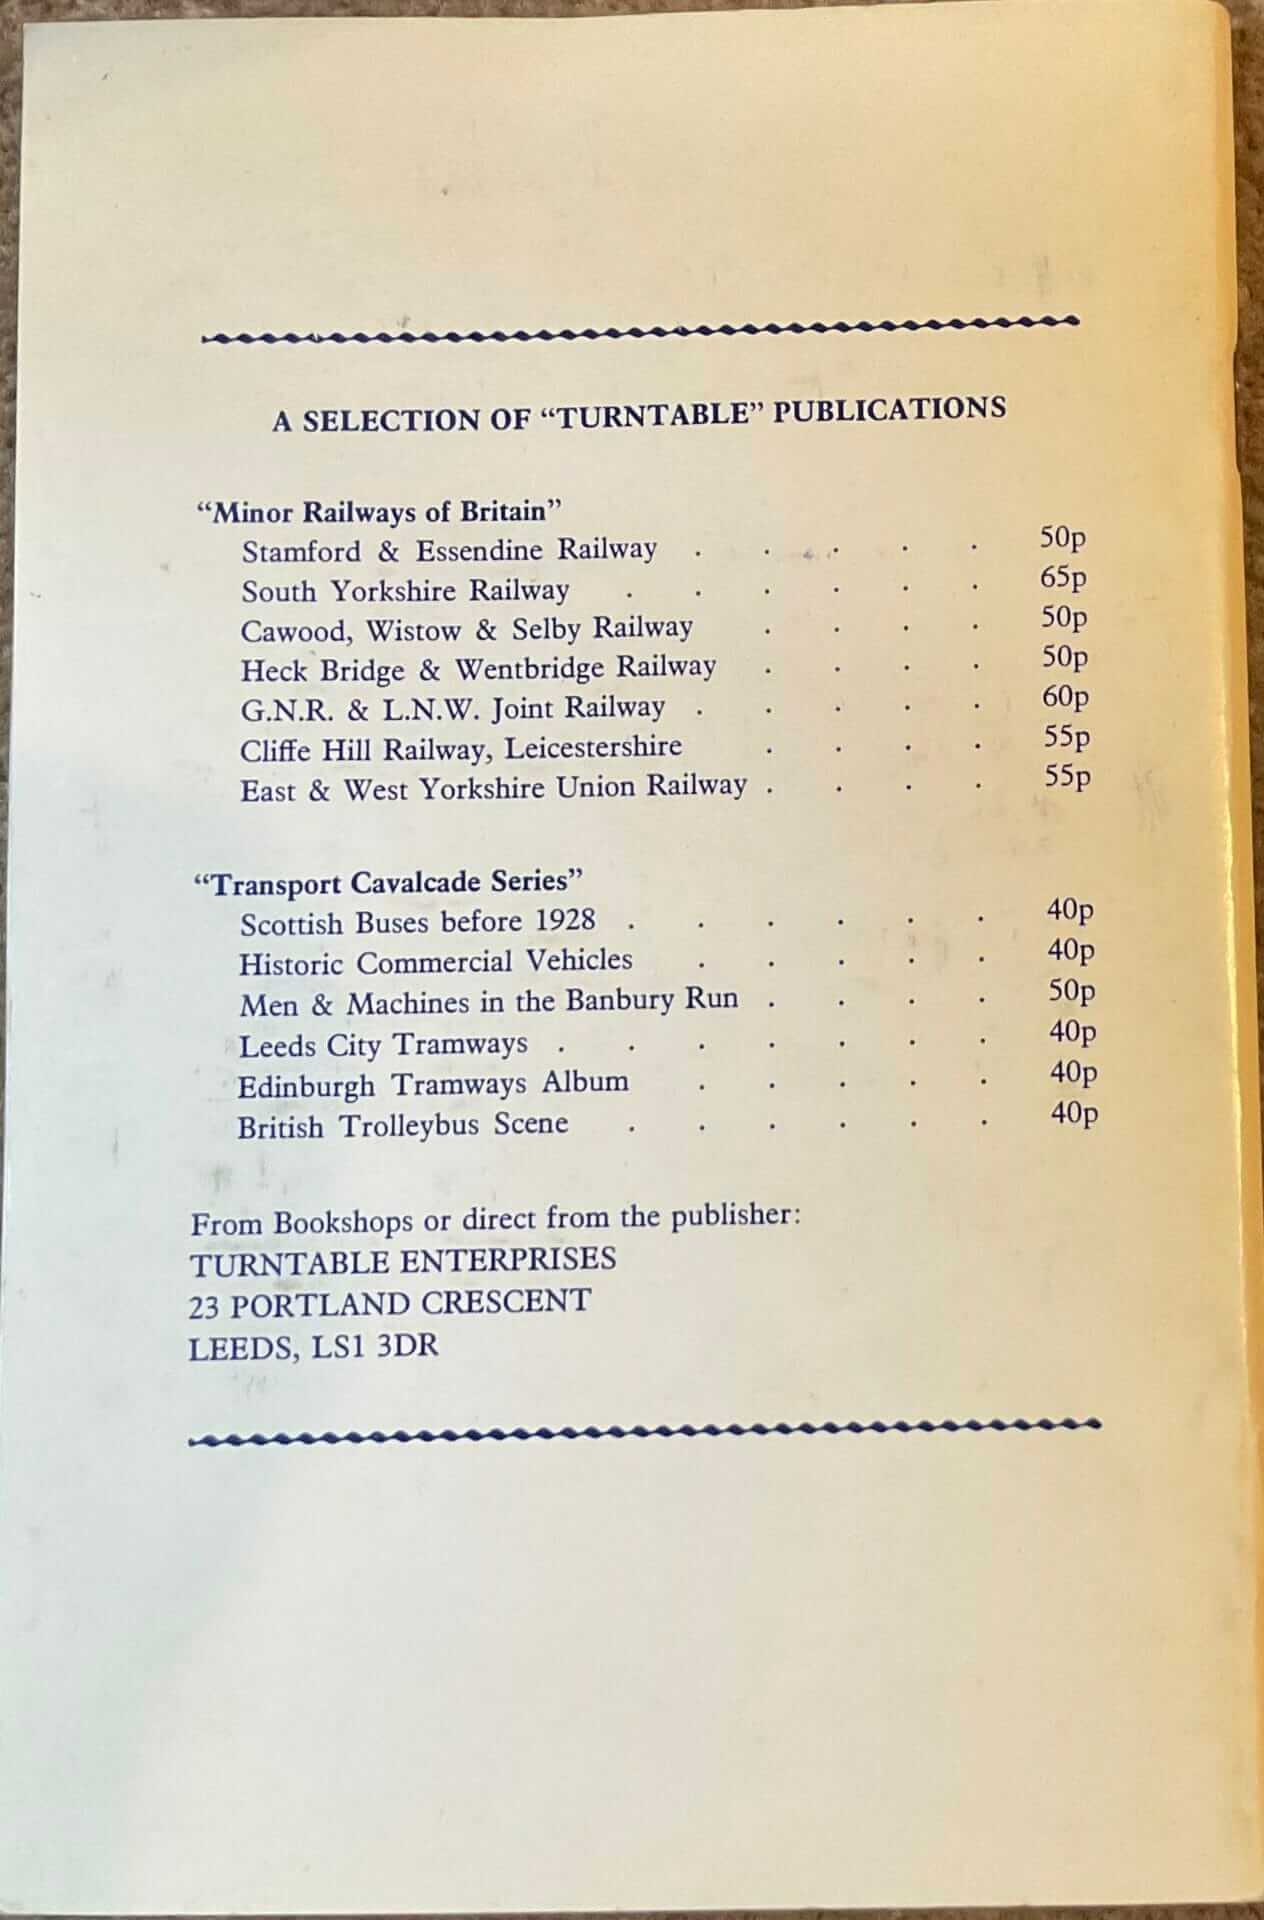 A SELECTION OF “TURNTABLE” PUBLICATIONS
“Minor Railways of Britain”
Stamford & Essendine Railway . . . . . 50p
South Yorkshire Railway . . . . . . 65p
Cawood, Wistow & Selby Railway . . . . 50p
Heck Bridge & Wentbridge Railway . . . . 50p
G.N.R. & L.N.W. Joint Railway . . . . . 60p
Cliffe Hill Railway, Leicestershire . . . . 55p
East & West Yorkshire Union Railway . . . . 55p
“Transport Cavalcade Series”
Scottish Buses before 1928 . . . . . . 40p
Historic Commercial Vehicles . . . . . 40p
Men & Machines in the Banbury Run . . . . 50p
Leeds City Tramways . . . . . . . 40p
Edinburgh Tramways Album . . . . . 40p
British Trolleybus Scene . . . . . . 40p
From Bookshops or direct from the publisher:
TURNTABLE ENTERPRISES
23 PORTLAND CRESCENT
LEEDS, LS1 3DR